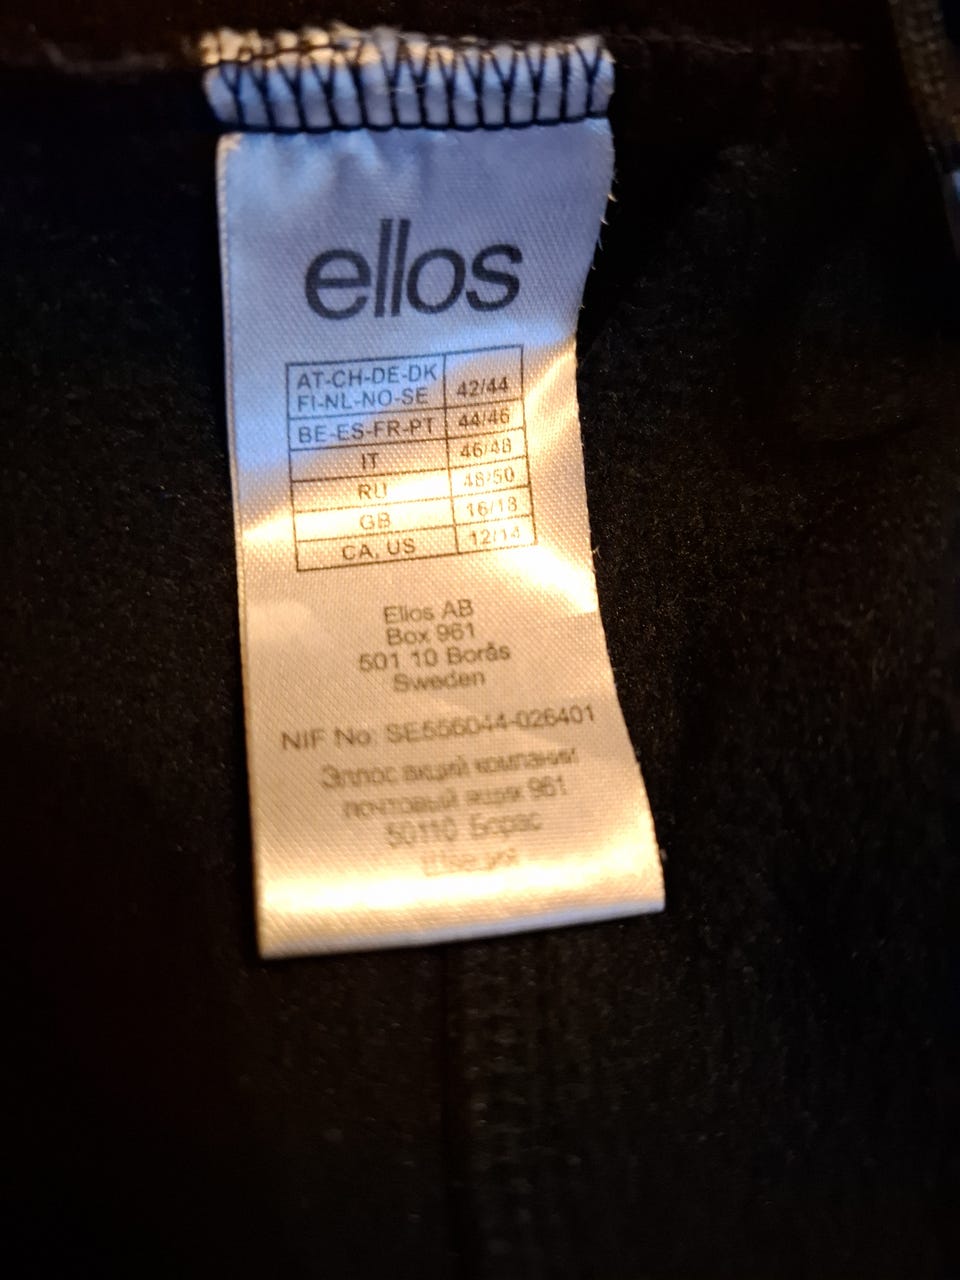 ellos
AT-CH-DE-DK
FI-NL-NO-SE 42/44
BE-ES-FR-PT 44/46
IT 46/48
RU 48/50
GB 16/18
CA, US 12/14
Ellos AB
Box 961
501 10 Borås
Sweden
NIF No: SE556044-026401
Эллос акций компании
почтовый ящик 961
50110 Борас
Швеция